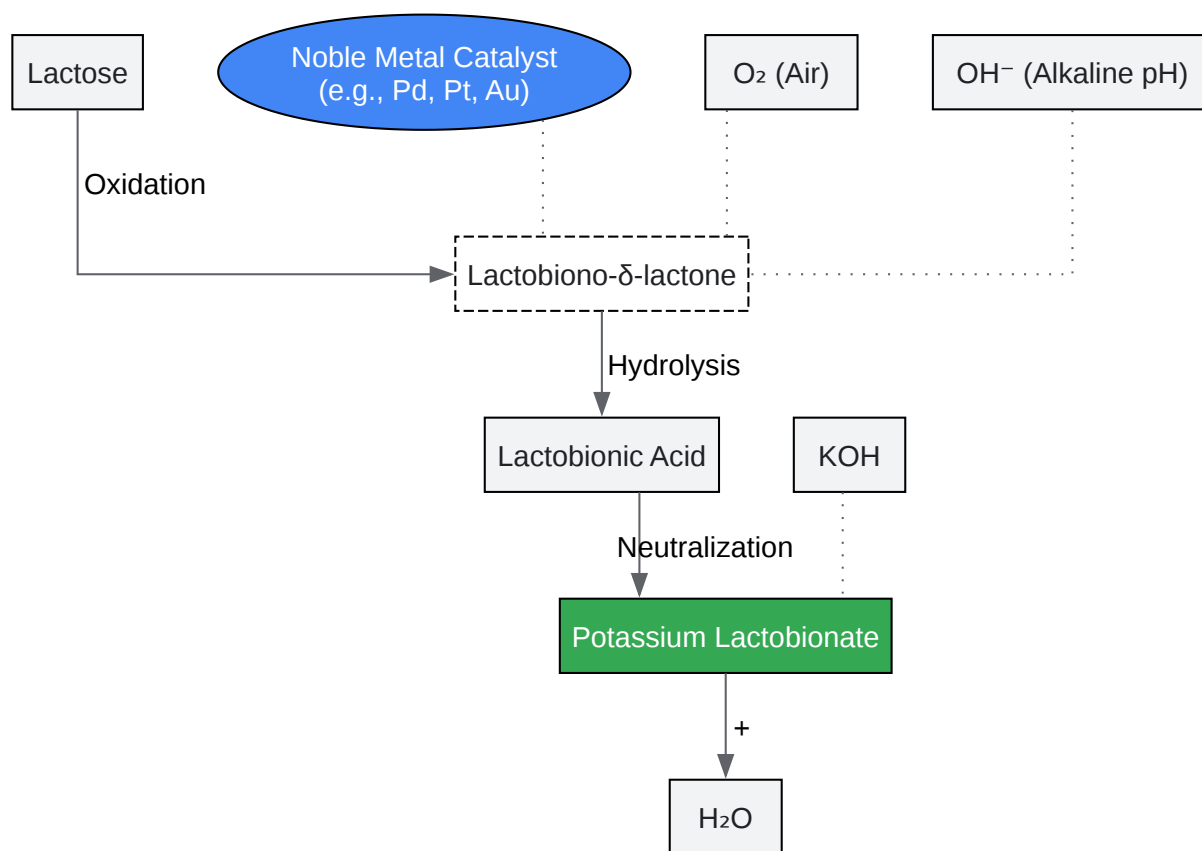 Lactose
Noble Metal Catalyst
(e.g., Pd, Pt, Au)
O₂ (Air)
OH⁻ (Alkaline pH)
Oxidation
Lactobiono-δ-lactone
Hydrolysis
Lactobionic Acid
KOH
Neutralization
Potassium Lactobionate
+
H₂O